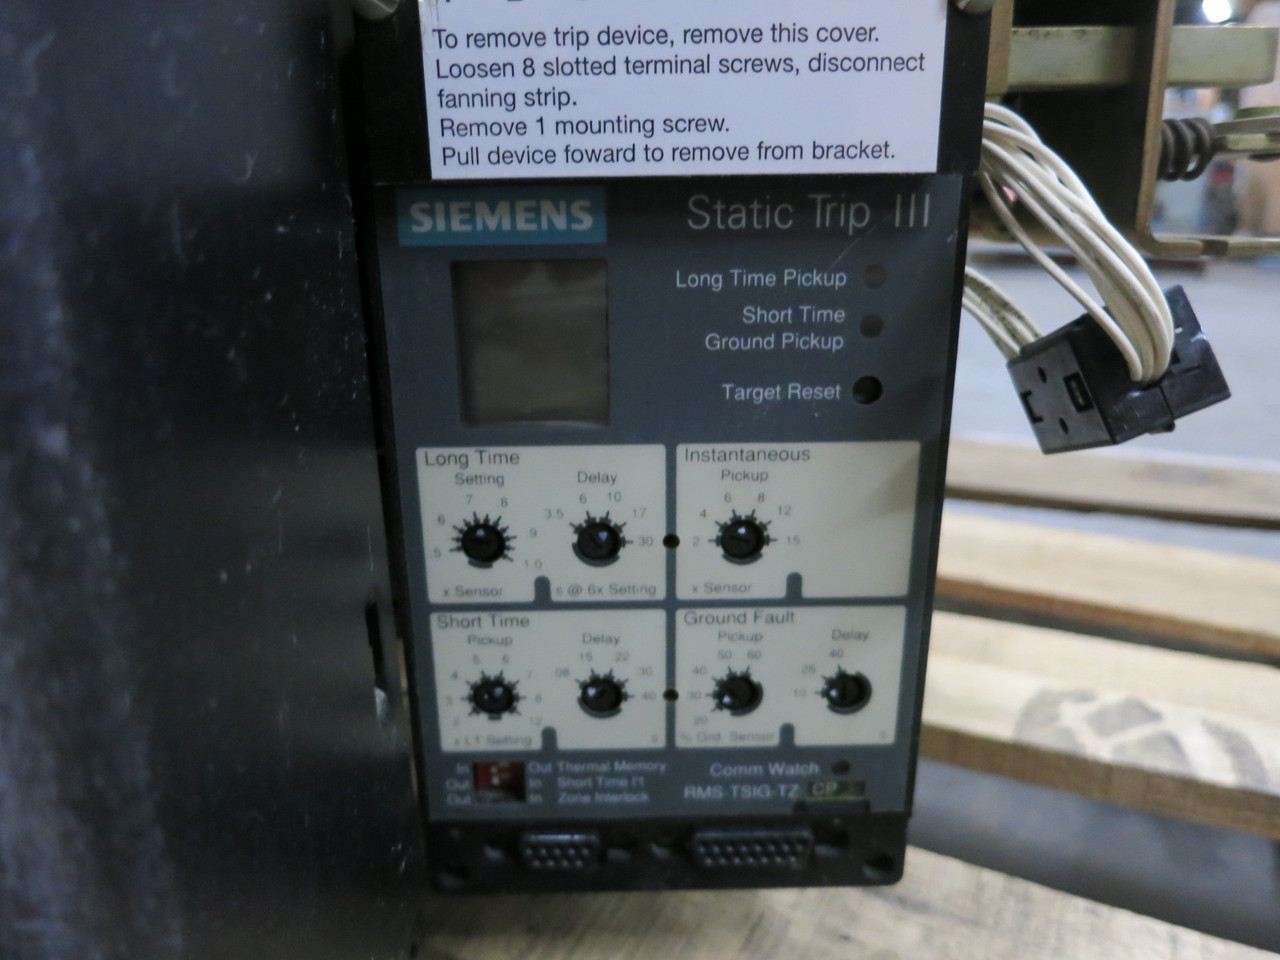 To remove trip device, remove this cover.
Loosen 8 slotted terminal screws, disconnect
fanning strip.
Remove 1 mounting screw.
Pull device foward to remove from bracket.
SIEMENS
Static Trip III
Long Time Pickup
Short Time
Ground Pickup
Target Reset
Long Time
Setting
.5 .6 .7 .8 .9 1.0
x Sensor
Delay
3.5 6 10 17 30
s @ 6x Setting
Instantaneous
Pickup
2 4 6 8 12 15
x Sensor
Short Time
Pickup
2 3 4 5 6 7 8 12
x LT Setting
Delay
.08 .15 .22 .30 .40
s
Ground Fault
Pickup
20 30 40 50 60
% Grd. Sensor
Delay
.10 .25 .40
s
In Out Thermal Memory
Out In Short Time I²t
Out In Zone Interlock
Comm Watch
RMS-TSIG-TZ CP